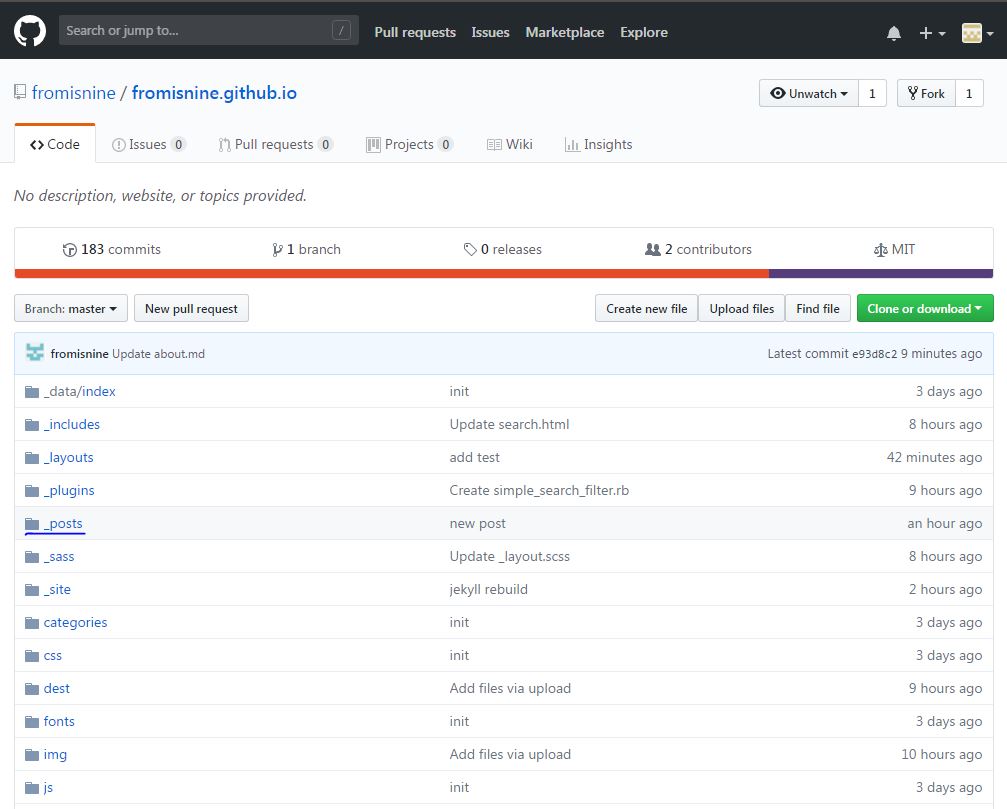 Search or jump to... /
Pull requests Issues Marketplace Explore
fromisnine / fromisnine.github.io
Unwatch 1 Fork 1
Code Issues 0 Pull requests 0 Projects 0 Wiki Insights
No description, website, or topics provided.
183 commits 1 branch 0 releases 2 contributors MIT
Branch: master New pull request Create new file Upload files Find file Clone or download
fromisnine Update about.md Latest commit e93d8c2 9 minutes ago
_data/index init 3 days ago
_includes Update search.html 8 hours ago
_layouts add test 42 minutes ago
_plugins Create simple_search_filter.rb 9 hours ago
_posts new post an hour ago
_sass Update _layout.scss 8 hours ago
_site jekyll rebuild 2 hours ago
categories init 3 days ago
css init 3 days ago
dest Add files via upload 9 hours ago
fonts init 3 days ago
img Add files via upload 10 hours ago
js init 3 days ago